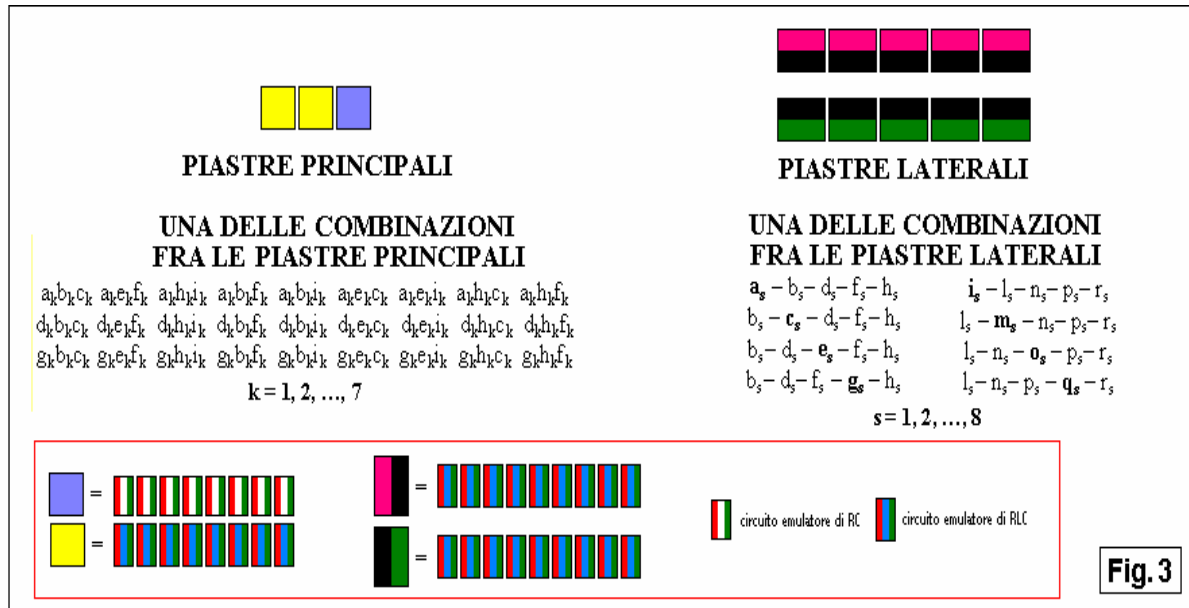 PIASTRE PRINCIPALI
UNA DELLE COMBINAZIONI
FRA LE PIASTRE PRINCIPALI
aₖbₖcₖ aₖeₖfₖ aₖhₖiₖ aₖbₖfₖ aₖbₖiₖ aₖeₖcₖ aₖeₖiₖ aₖhₖcₖ aₖhₖfₖ
dₖbₖcₖ dₖeₖfₖ dₖhₖiₖ dₖbₖfₖ dₖbₖiₖ dₖeₖcₖ dₖeₖiₖ dₖhₖcₖ dₖhₖfₖ
gₖbₖcₖ gₖeₖfₖ gₖhₖiₖ gₖbₖfₖ gₖbₖiₖ gₖeₖcₖ gₖeₖiₖ gₖhₖcₖ gₖhₖfₖ
k = 1, 2, ..., 7
PIASTRE LATERALI
UNA DELLE COMBINAZIONI
FRA LE PIASTRE LATERALI
aₛ – bₛ – dₛ – fₛ – hₛ iₛ – lₛ – nₛ – pₛ – rₛ
bₛ – cₛ – dₛ – fₛ – hₛ lₛ – mₛ – nₛ – pₛ – rₛ
bₛ – dₛ – eₛ – fₛ – hₛ lₛ – nₛ – oₛ – pₛ – rₛ
bₛ – dₛ – fₛ – gₛ – hₛ lₛ – nₛ – pₛ – qₛ – rₛ
s = 1, 2, ..., 8
=
=
=
=
circuito emulatore di RC
circuito emulatore di RLC
Fig. 3